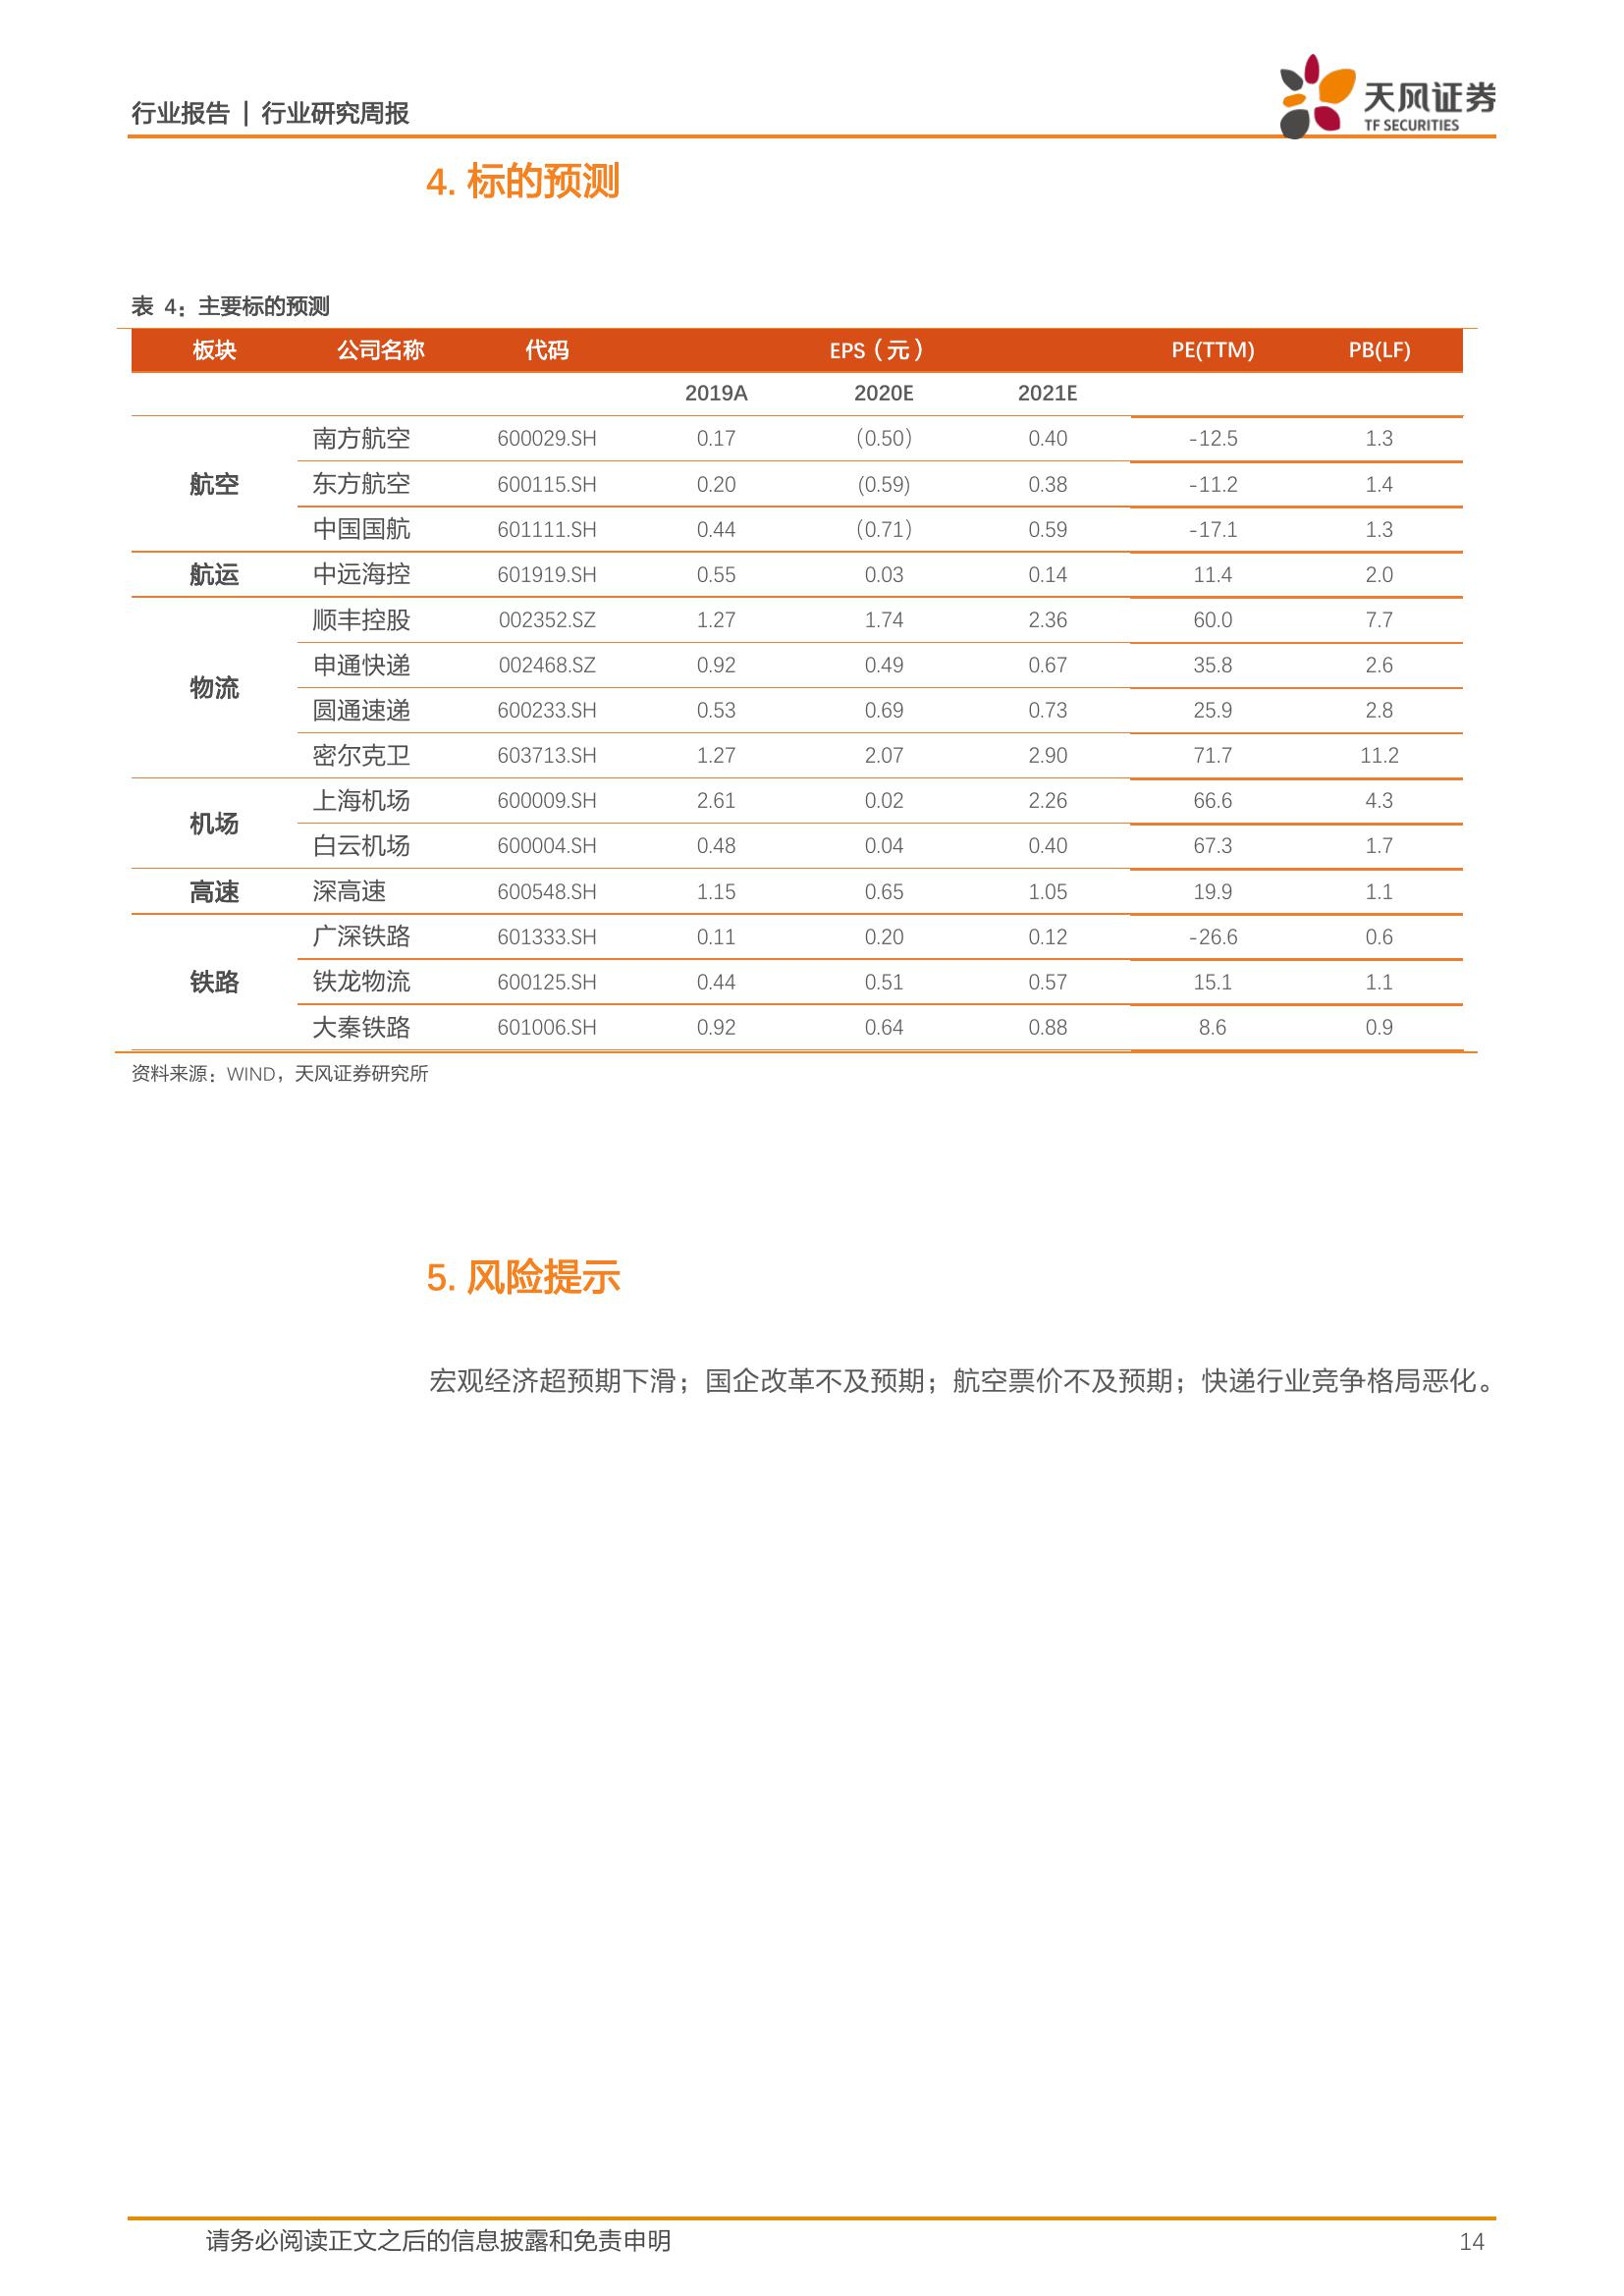 行业报告 | 行业研究周报
天风证券
TF SECURITIES
4. 标的预测
表 4：主要标的预测
板块 公司名称 代码 EPS（元） PE(TTM) PB(LF)
2019A 2020E 2021E
航空
南方航空 600029.SH 0.17 （0.50） 0.40 -12.5 1.3
东方航空 600115.SH 0.20 (0.59) 0.38 -11.2 1.4
中国国航 601111.SH 0.44 （0.71） 0.59 -17.1 1.3
航运 中远海控 601919.SH 0.55 0.03 0.14 11.4 2.0
物流
顺丰控股 002352.SZ 1.27 1.74 2.36 60.0 7.7
申通快递 002468.SZ 0.92 0.49 0.67 35.8 2.6
圆通速递 600233.SH 0.53 0.69 0.73 25.9 2.8
密尔克卫 603713.SH 1.27 2.07 2.90 71.7 11.2
机场
上海机场 600009.SH 2.61 0.02 2.26 66.6 4.3
白云机场 600004.SH 0.48 0.04 0.40 67.3 1.7
高速 深高速 600548.SH 1.15 0.65 1.05 19.9 1.1
铁路
广深铁路 601333.SH 0.11 0.20 0.12 -26.6 0.6
铁龙物流 600125.SH 0.44 0.51 0.57 15.1 1.1
大秦铁路 601006.SH 0.92 0.64 0.88 8.6 0.9
资料来源：WIND，天风证券研究所
5. 风险提示
宏观经济超预期下滑；国企改革不及预期；航空票价不及预期；快递行业竞争格局恶化。
请务必阅读正文之后的信息披露和免责申明 14